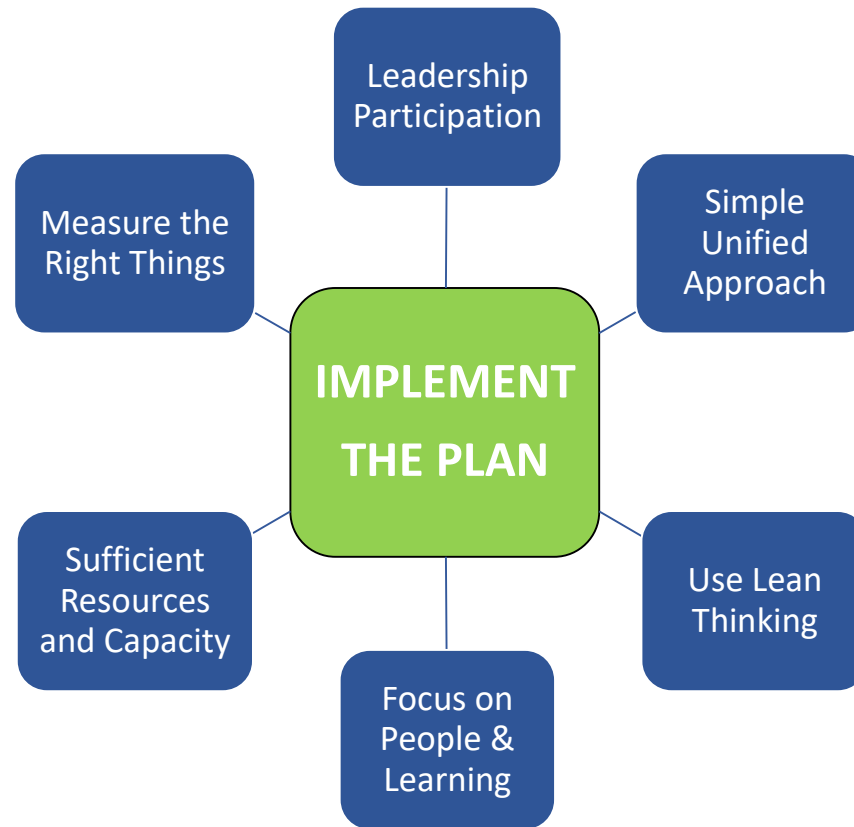 Leadership
Participation
Simple
Unified
Approach
Use Lean
Thinking
Focus on
People &
Learning
Sufficient
Resources
and Capacity
Measure the
Right Things
IMPLEMENT
THE PLAN